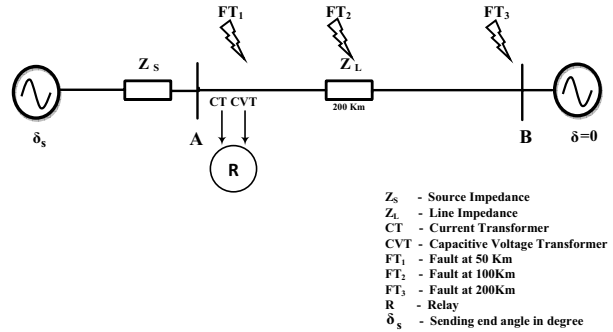 FT1 FT2 FT3
Z S Z L
200 Km
CT CVT
A B
δs δ=0
R
ZS - Source Impedance
ZL - Line Impedance
CT - Current Transformer
CVT - Capacitive Voltage Transformer
FT1 - Fault at 50 Km
FT2 - Fault at 100Km
FT3 - Fault at 200Km
R - Relay
δs - Sending end angle in degree